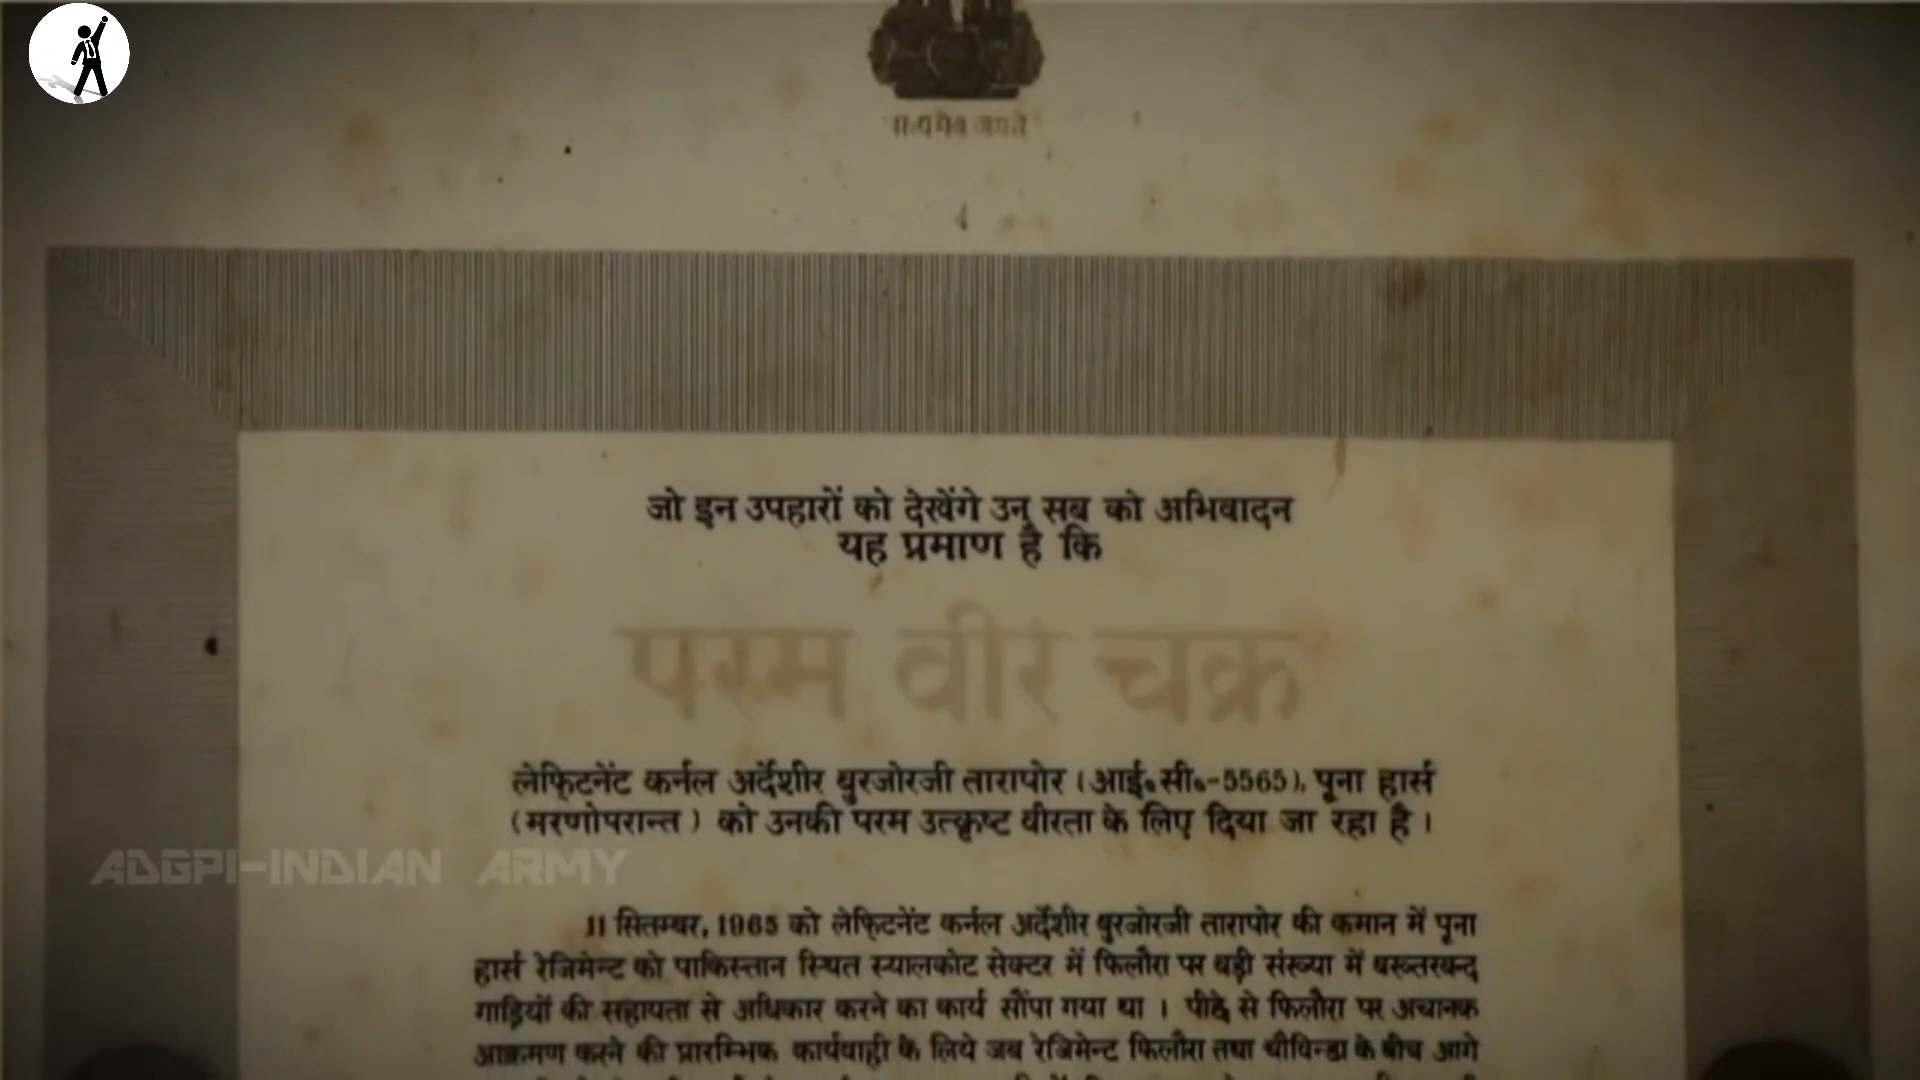 सत्यमेव जयते
जो इन उपहारों को देखेंगे उन सब को अभिवादन
यह प्रमाण है कि
परम वीर चक्र
लेफ्टिनेंट कर्नल अर्देशीर बुरजोरजी तारापोर (आई॰सी॰-5565), पूना हार्स
(मरणोपरान्त) को उनकी परम उत्कृष्ट वीरता के लिए दिया जा रहा है ।
ADGPI-INDIAN ARMY
11 सितम्बर, 1965 को लेफ्टिनेंट कर्नल अर्देशीर बुरजोरजी तारापोर की कमान में पूना
हार्स रेजिमेन्ट को पाकिस्तान स्थित स्यालकोट सेक्टर में फिलौरा पर बड़ी संख्या में बख्तरबन्द
गाड़ियों की सहायता से अधिकार करने का कार्य सौंपा गया था । पीछे से फिलौरा पर अचानक
आक्रमण करने की प्रारम्भिक कार्यवाही के लिये जब रेजिमेन्ट फिलौरा तथा चौविन्डा के बीच आगे